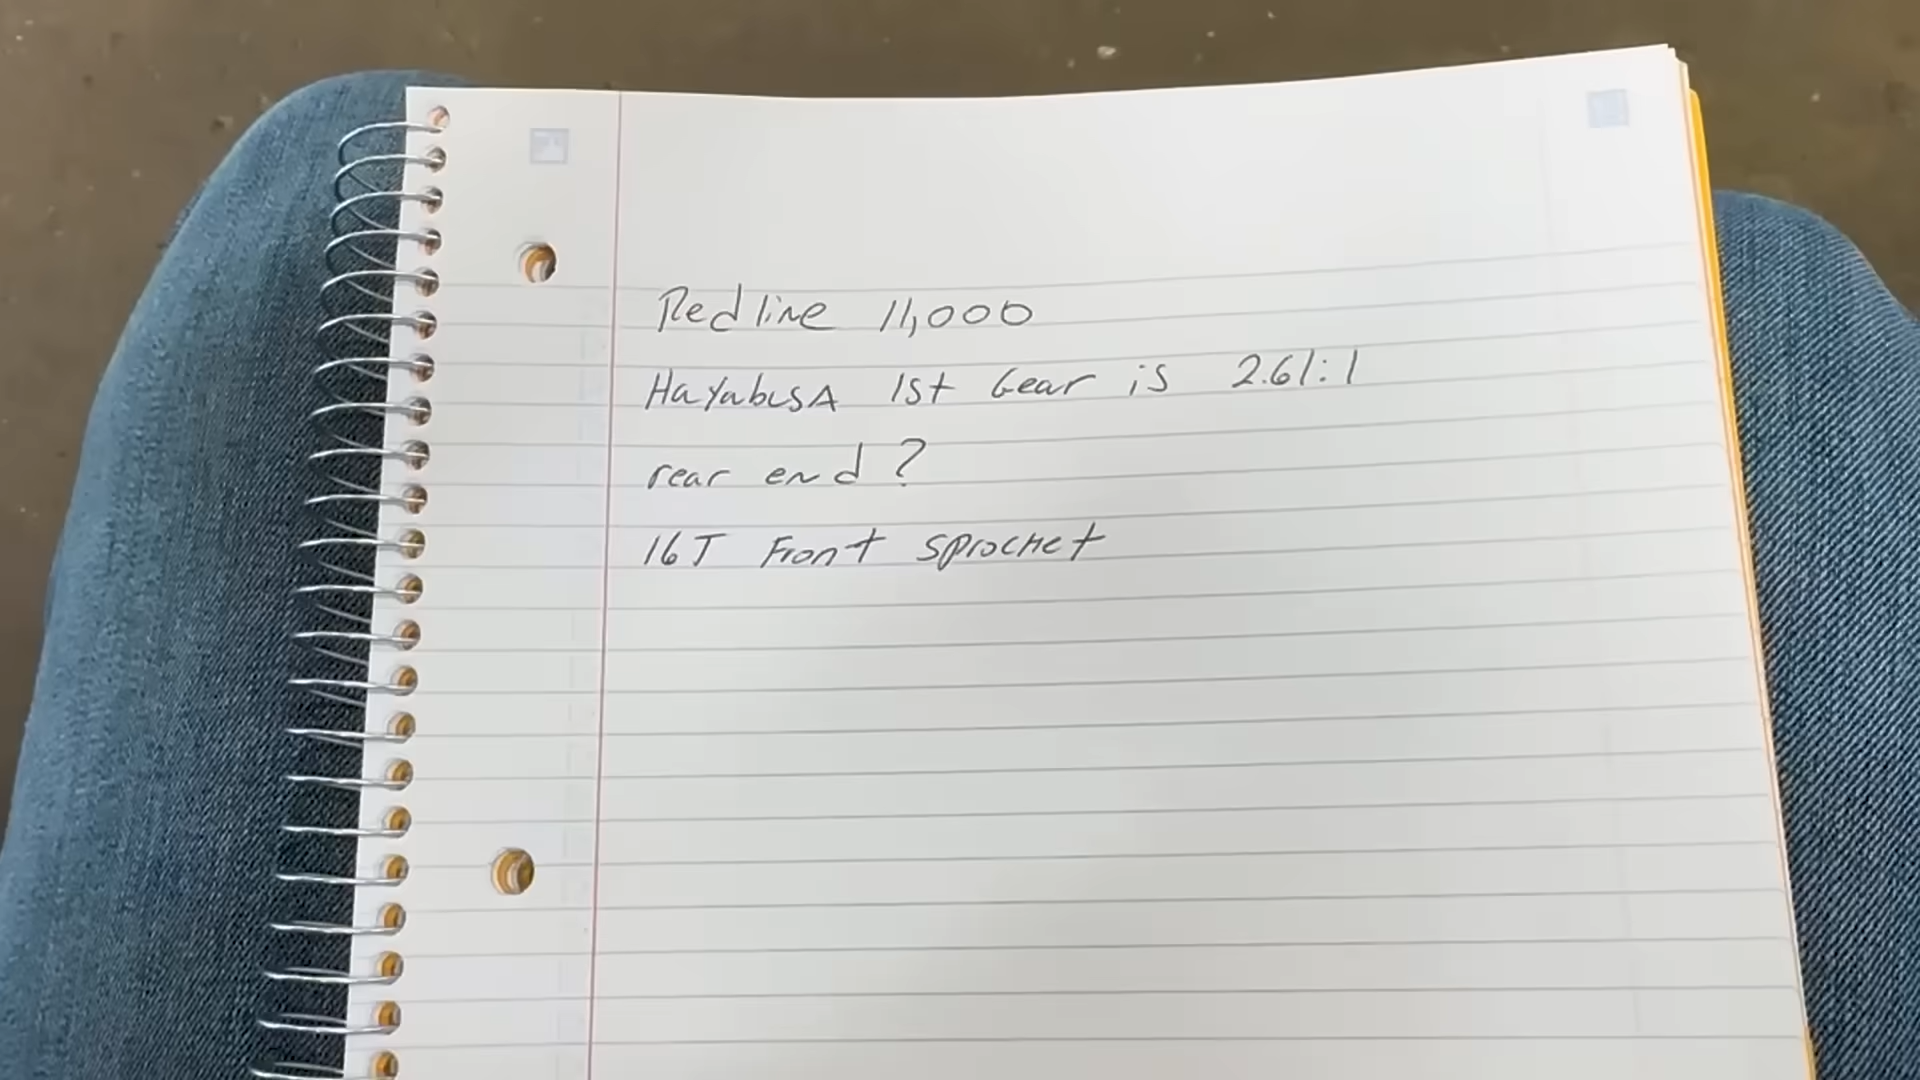 Redline 11,000
HayabusA 1st Gear is 2.61:1
rear end?
16T Front sprocket